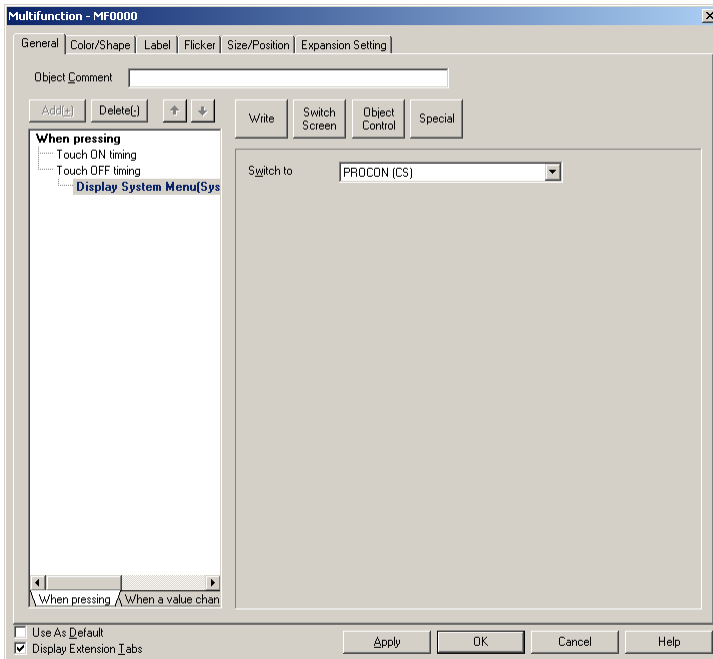 Multifunction - MF0000
General Color/Shape Label Flicker Size/Position Expansion Setting
Object Comment
Add(+) Delete(-)
Write Switch Screen Object Control Special
When pressing
Touch ON timing
Touch OFF timing
Display System Menu(Sys
Switch to PROCON (CS)
When pressing When a value chan
Use As Default
Display Extension Tabs
Apply OK Cancel Help